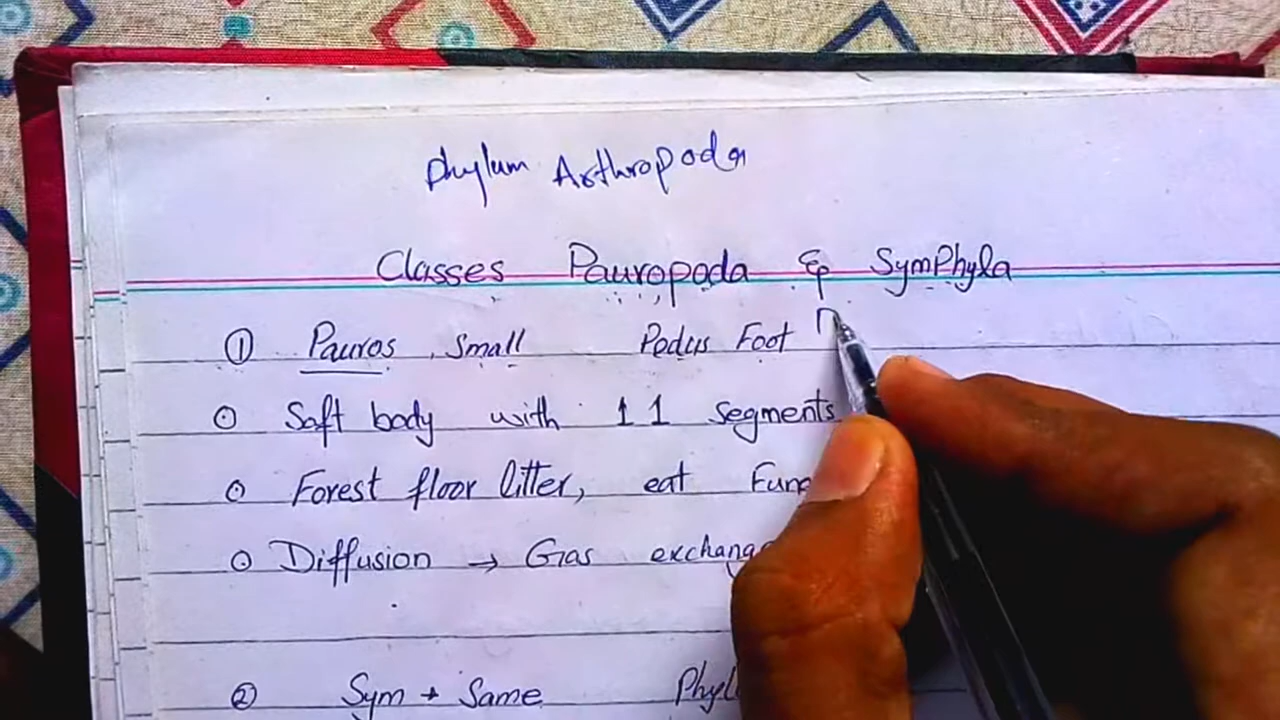 Phylum Arthropoda
Classes Pauropoda & Symphyla
① Pauros, Small Podus Foot
Soft body with 11 segments
Forest floor litter, eat
Diffusion → Gas exchange
② Sym + Same